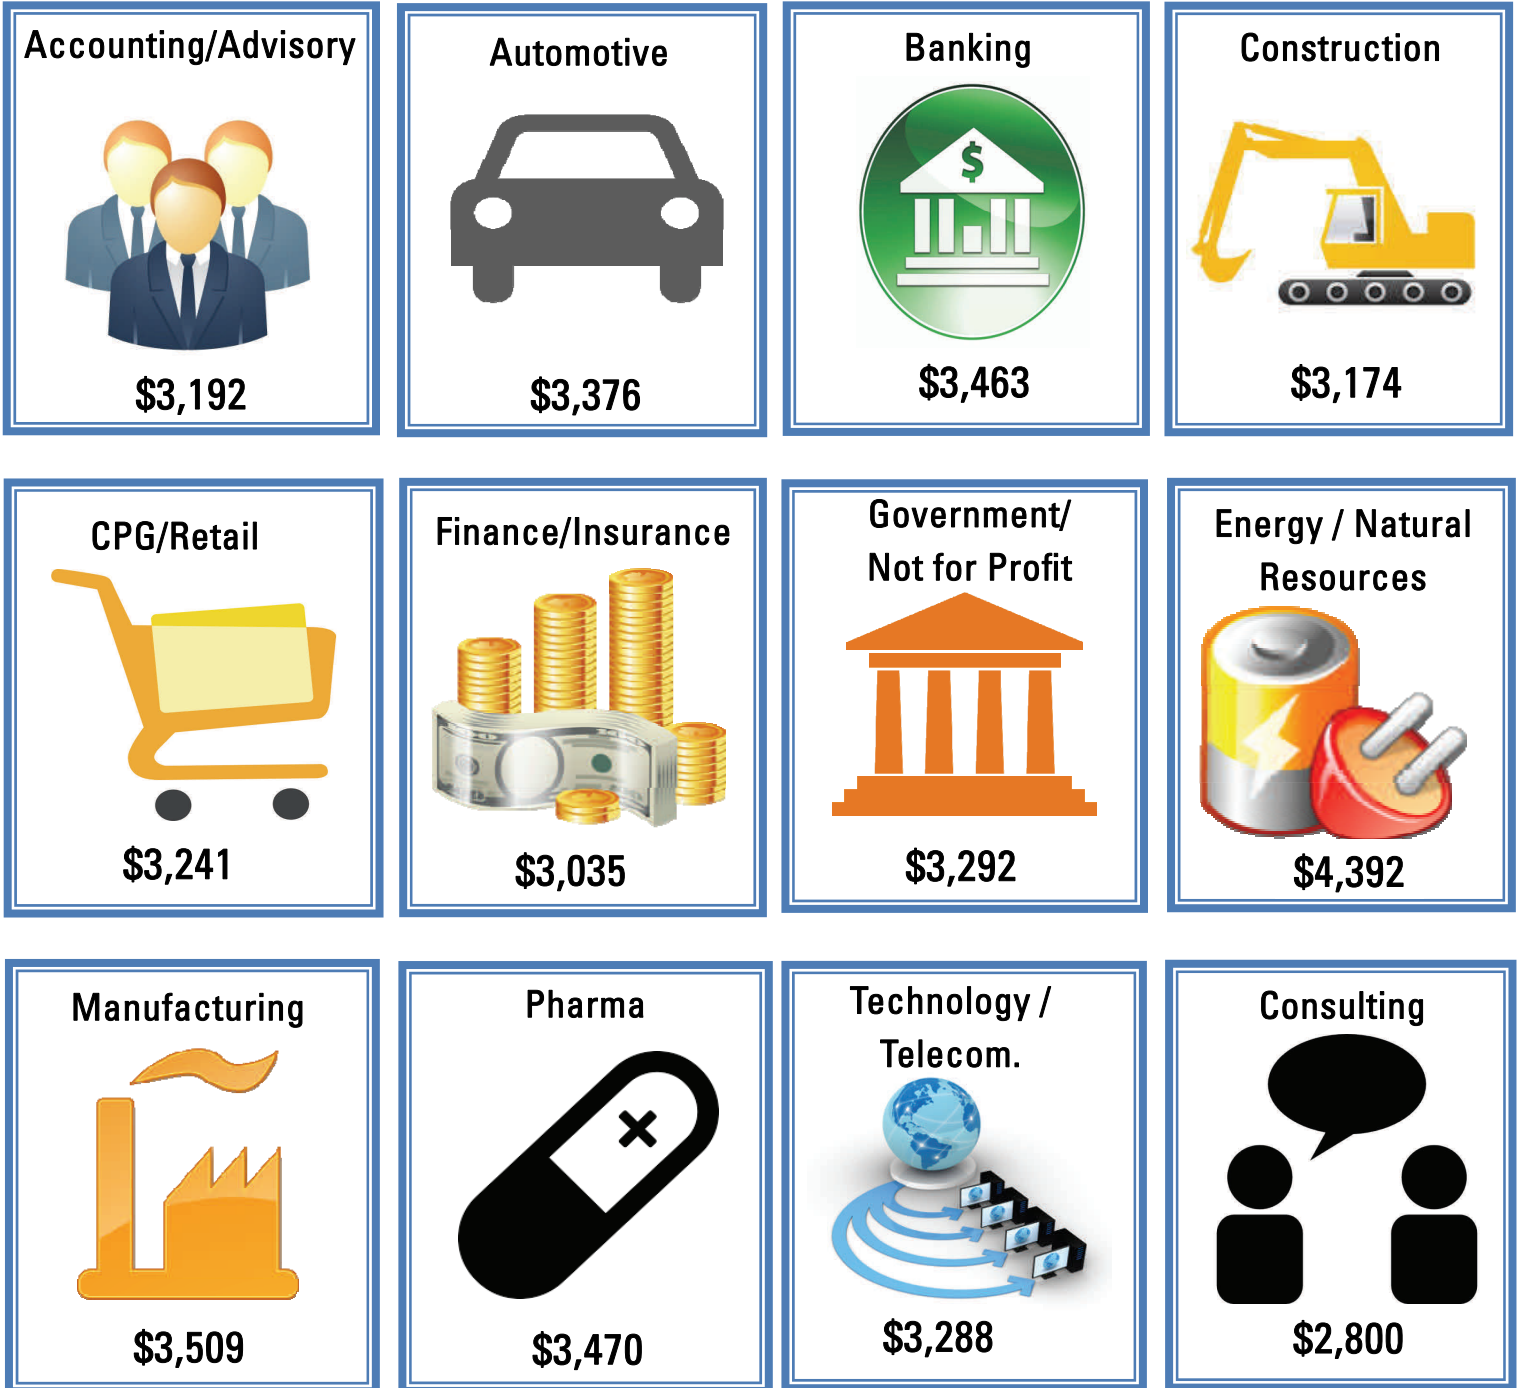 Accounting/Advisory
$3,192
Automotive
$3,376
Banking
$
$3,463
Construction
$3,174
CPG/Retail
$3,241
Finance/Insurance
$3,035
Government/
Not for Profit
$3,292
Energy / Natural
Resources
$4,392
Manufacturing
$3,509
Pharma
$3,470
Technology /
Telecom.
$3,288
Consulting
$2,800